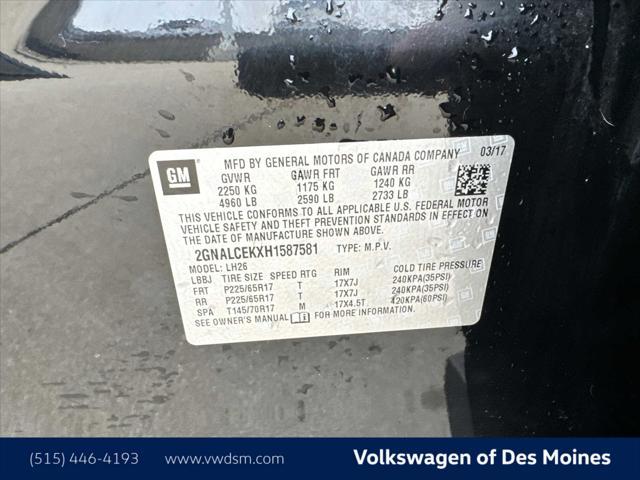 GM
MFD BY GENERAL MOTORS OF CANADA COMPANY 03/17
GVWR GAWR FRT GAWR RR
2250 KG 1175 KG 1240 KG
4960 LB 2590 LB 2733 LB
THIS VEHICLE CONFORMS TO ALL APPLICABLE U.S. FEDERAL MOTOR
VEHICLE SAFETY AND THEFT PREVENTION STANDARDS IN EFFECT ON
THE DATE OF MANUFACTURE SHOWN ABOVE.
2GNALCEKXH1587581 TYPE: M.P.V.
MODEL: LH26
LBBJ TIRE SIZE SPEED RTG RIM COLD TIRE PRESSURE
FRT P225/65R17 T 17X7J 240KPA(35PSI)
RR P225/65R17 T 17X7J 240KPA(35PSI)
SPA T145/70R17 M 17X4.5T 420KPA(60PSI)
SEE OWNER'S MANUAL FOR MORE INFORMATION.
(515) 446-4193 www.vwdsm.com Volkswagen of Des Moines